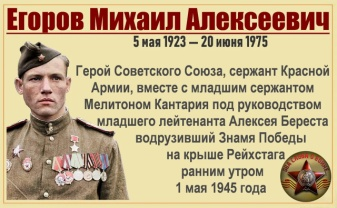 Егоров Михаил Алексеевич
5 мая 1923 — 20 июня 1975
Герой Советского Союза, сержант Красной
Армии, вместе с младшим сержантом
Мелитоном Кантария под руководством
младшего лейтенанта Алексея Береста
водрузивший Знамя Победы
на крыше Рейхстага
ранним утром
1 мая 1945 года